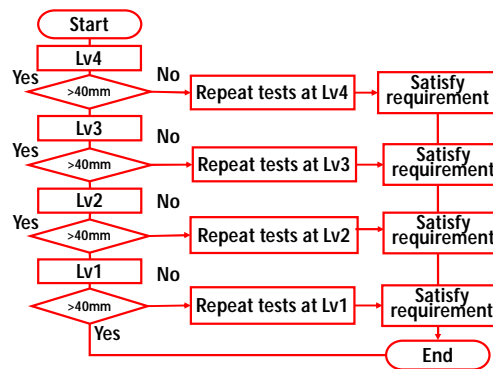 Start
Lv4
Yes
No
>40mm
Repeat tests at Lv4
Satisfy
requirement
Lv3
Yes
No
>40mm
Repeat tests at Lv3
Satisfy
requirement
Lv2
Yes
No
>40mm
Repeat tests at Lv2
Satisfy
requirement
Lv1
No
>40mm
Repeat tests at Lv1
Satisfy
requirement
Yes
End